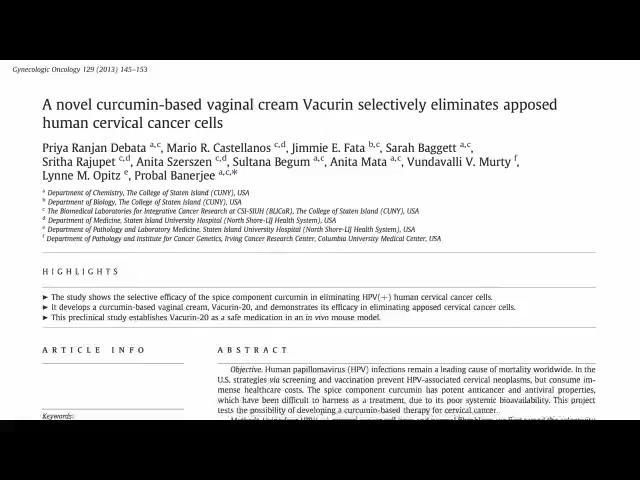 Gynecologic Oncology 129 (2013) 145–153
A novel curcumin-based vaginal cream Vacurin selectively eliminates apposed
human cervical cancer cells
Priya Ranjan Debata a,c, Mario R. Castellanos c,d, Jimmie E. Fata b,c, Sarah Baggett a,c,
Sritha Rajupet c,d, Anita Szerszen c,d, Sultana Begum a,c, Anita Mata a,c, Vundavalli V. Murty f,
Lynne M. Opitz e, Probal Banerjee a,c,*
a Department of Chemistry, The College of Staten Island (CUNY), USA
b Department of Biology, The College of Staten Island (CUNY), USA
c The Biomedical Laboratories for Integrative Cancer Research at CSI-SIUH (BLICaR), The College of Staten Island (CUNY), USA
d Department of Medicine, Staten Island University Hospital (North Shore-LIJ Health System), USA
e Department of Pathology and Laboratory Medicine, Staten Island University Hospital (North Shore-LIJ Health System), USA
f Department of Pathology and Institute for Cancer Genetics, Irving Cancer Research Center, Columbia University Medical Center, USA
HIGHLIGHTS
► The study shows the selective efficacy of the spice component curcumin in eliminating HPV(+) human cervical cancer cells.
► It develops a curcumin-based vaginal cream, Vacurin-20, and demonstrates its efficacy in eliminating apposed cervical cancer cells.
► This preclinical study establishes Vacurin-20 as a safe medication in an in vivo mouse model.
ARTICLE INFO
Keywords:
ABSTRACT
Objective. Human papillomavirus (HPV) infections remain a leading cause of mortality worldwide. In the
U.S. strategies via screening and vaccination prevent HPV-associated cervical neoplasms, but consume im-
mense healthcare costs. The spice component curcumin has potent anticancer and antiviral properties,
which have been difficult to harness as a treatment, due to its poor systemic bioavailability. This project
tests the possibility of developing a curcumin-based therapy for cervical cancer.